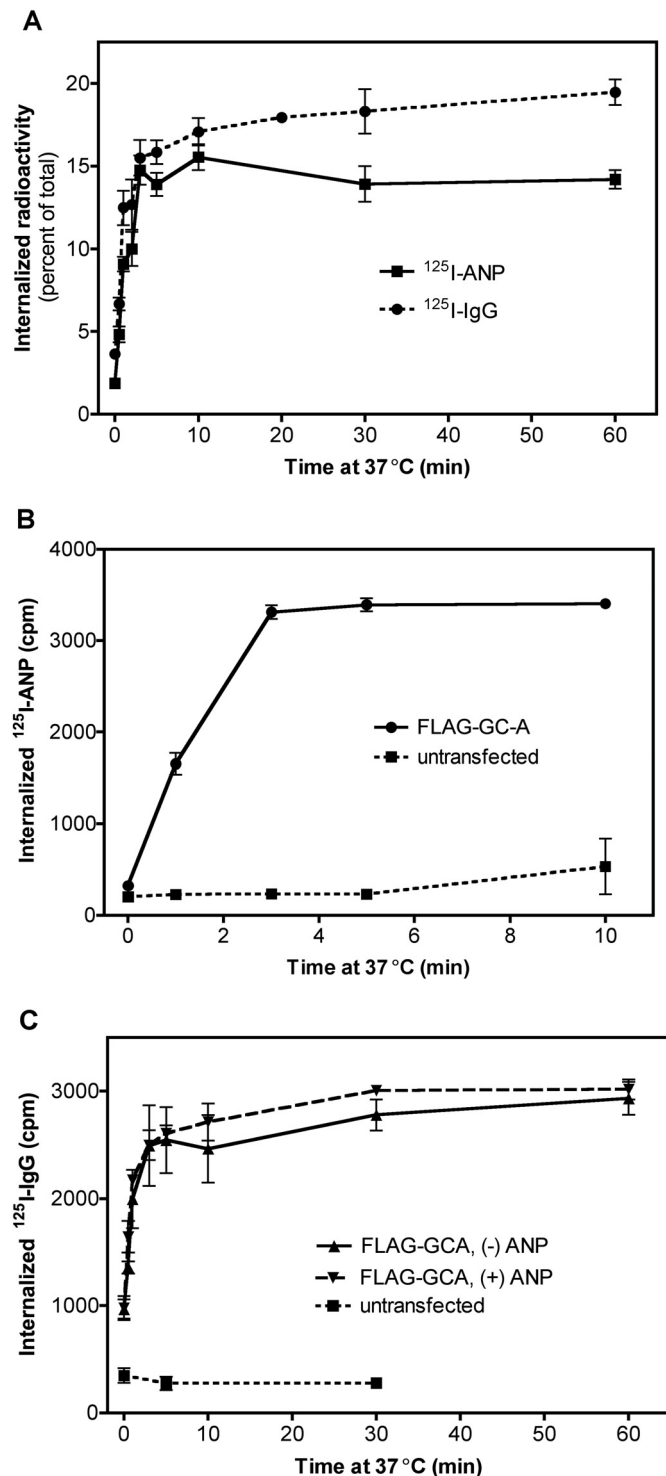 A
Internalized radioactivity
(percent of total)
20
15
10
5
0
¹²⁵I-ANP
¹²⁵I-IgG
0 10 20 30 40 50 60
Time at 37 °C (min)
B
Internalized ¹²⁵I-ANP (cpm)
4000
3000
2000
1000
0
FLAG-GC-A
untransfected
0 2 4 6 8 10
Time at 37 °C (min)
C
Internalized ¹²⁵I-IgG (cpm)
3000
2000
1000
0
FLAG-GCA, (-) ANP
FLAG-GCA, (+) ANP
untransfected
0 10 20 30 40 50 60
Time at 37 °C (min)